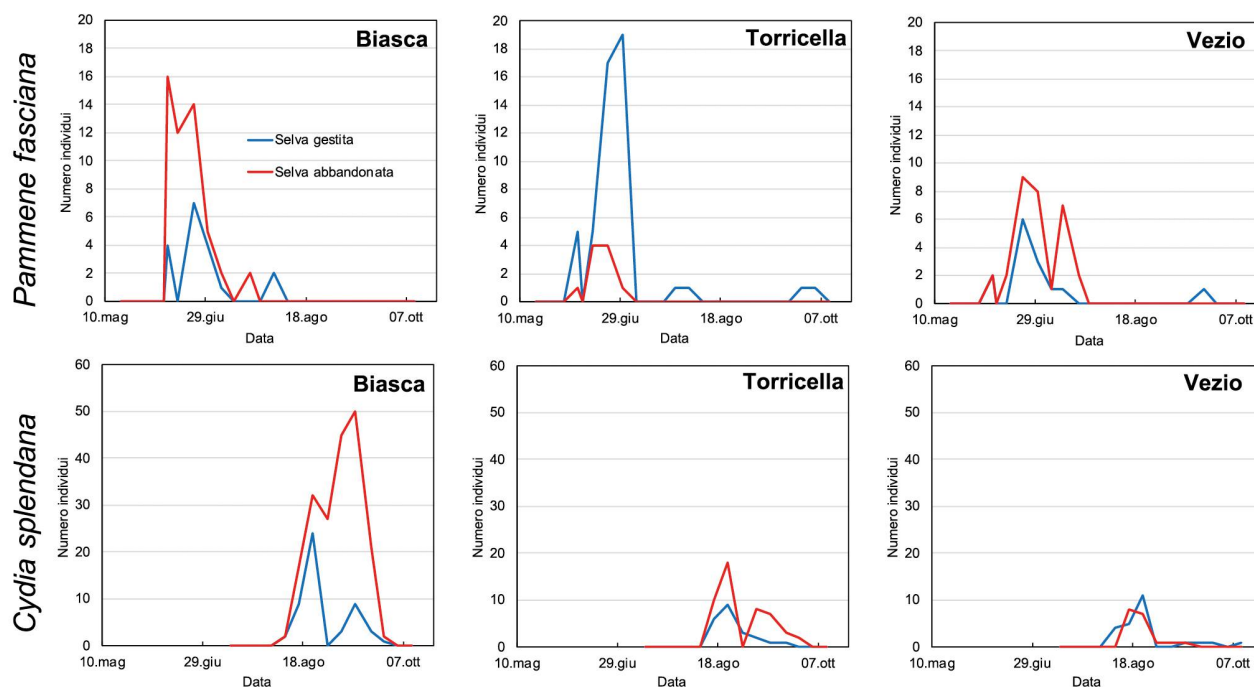 Pammene fasciana
Biasca
Numero individui
20
18
16
14
12
10
8
6
4
2
0
Selva gestita
Selva abbandonata
10.mag 29.giu 18.ago 07.ott
Data
Torricella
Numero individui
20
18
16
14
12
10
8
6
4
2
0
10.mag 29.giu 18.ago 07.ott
Data
Vezio
Numero individui
20
18
16
14
12
10
8
6
4
2
0
10.mag 29.giu 18.ago 07.ott
Data
Cydia splendana
Biasca
Numero individui
60
50
40
30
20
10
0
10.mag 29.giu 18.ago 07.ott
Data
Torricella
Numero individui
60
50
40
30
20
10
0
10.mag 29.giu 18.ago 07.ott
Data
Vezio
Numero individui
60
50
40
30
20
10
0
10.mag 29.giu 18.ago 07.ott
Data